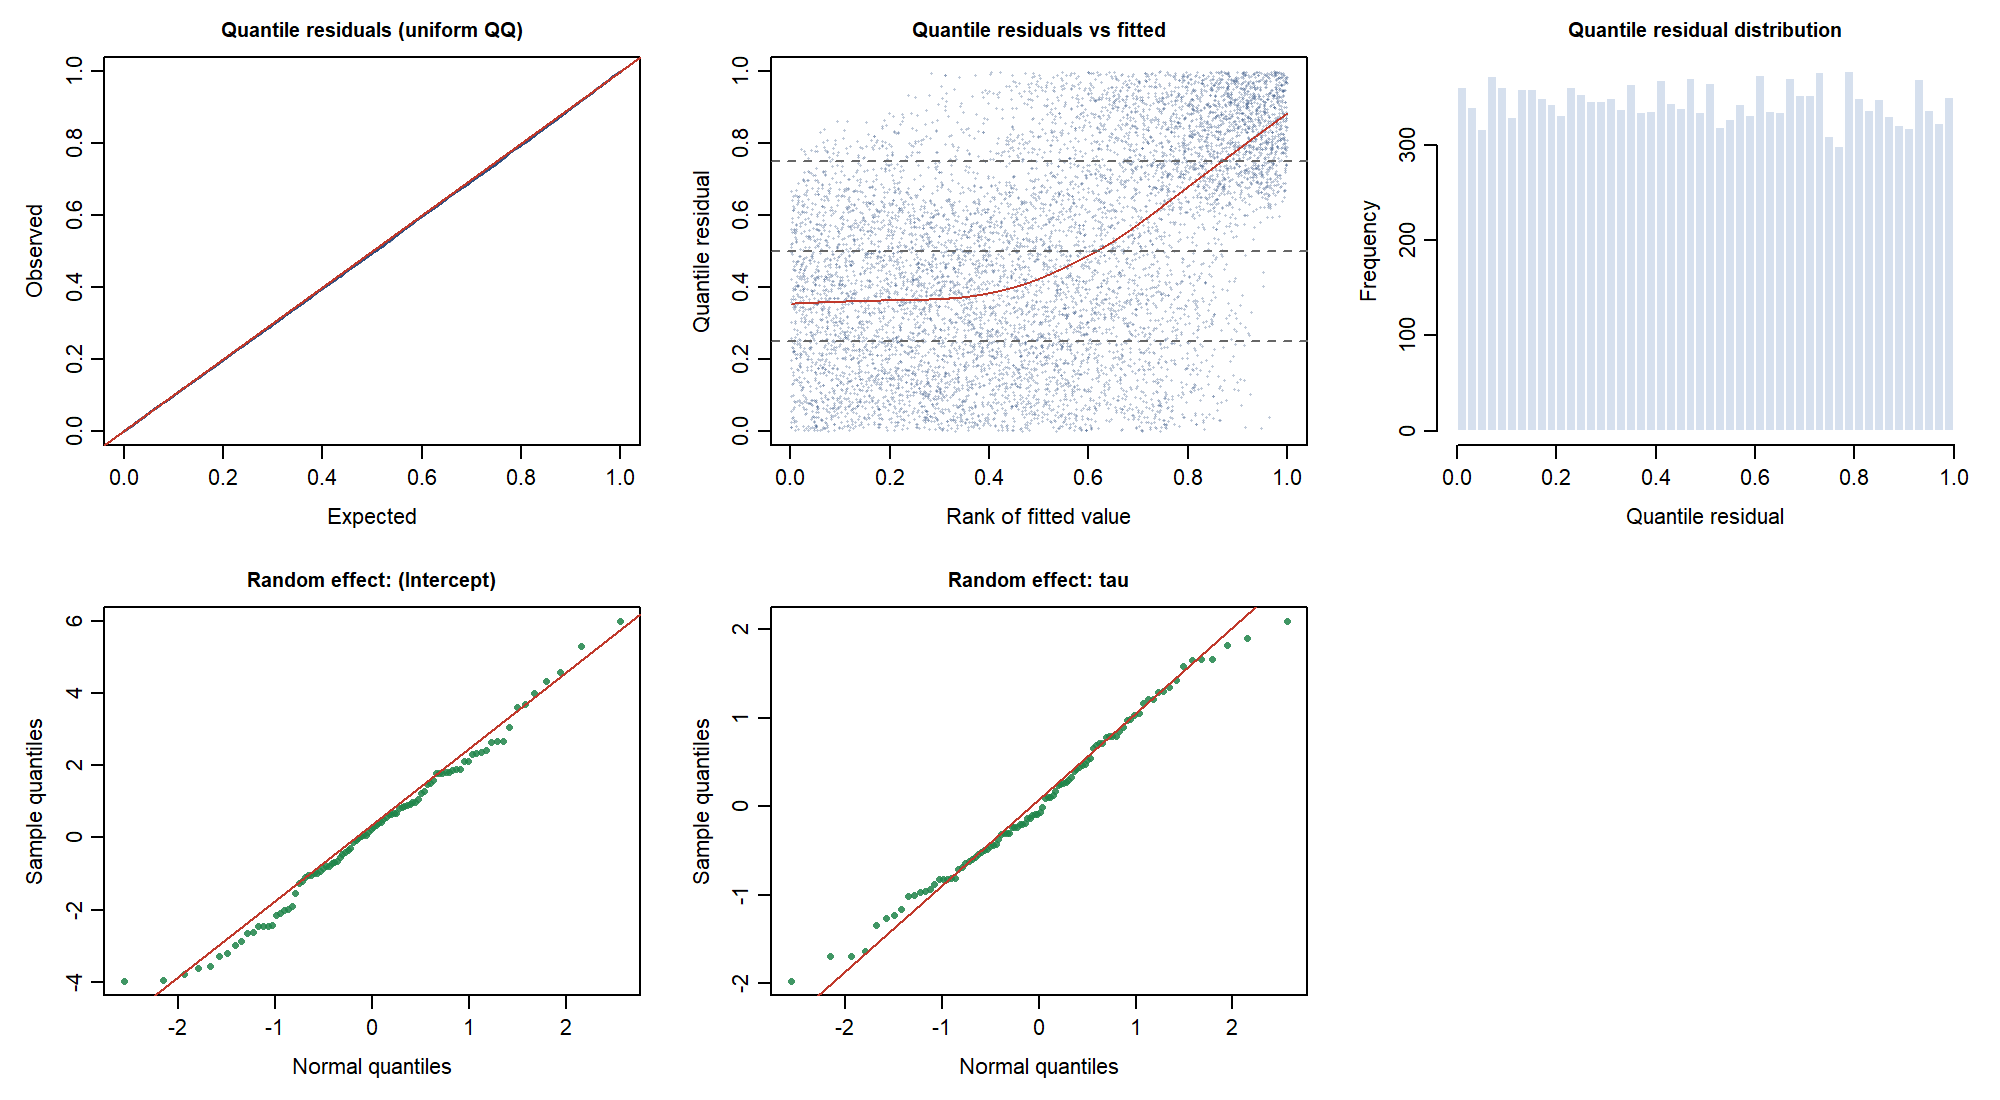 Quantile residuals (uniform QQ)
Observed
0.0 0.2 0.4 0.6 0.8 1.0
0.0 0.2 0.4 0.6 0.8 1.0
Expected
Quantile residuals vs fitted
Quantile residual
0.0 0.2 0.4 0.6 0.8 1.0
0.0 0.2 0.4 0.6 0.8 1.0
Rank of fitted value
Quantile residual distribution
Frequency
0 100 200 300
0.0 0.2 0.4 0.6 0.8 1.0
Quantile residual
Random effect: (Intercept)
Sample quantiles
-4 -2 0 2 4 6
-2 -1 0 1 2
Normal quantiles
Random effect: tau
Sample quantiles
-2 -1 0 1 2
-2 -1 0 1 2
Normal quantiles